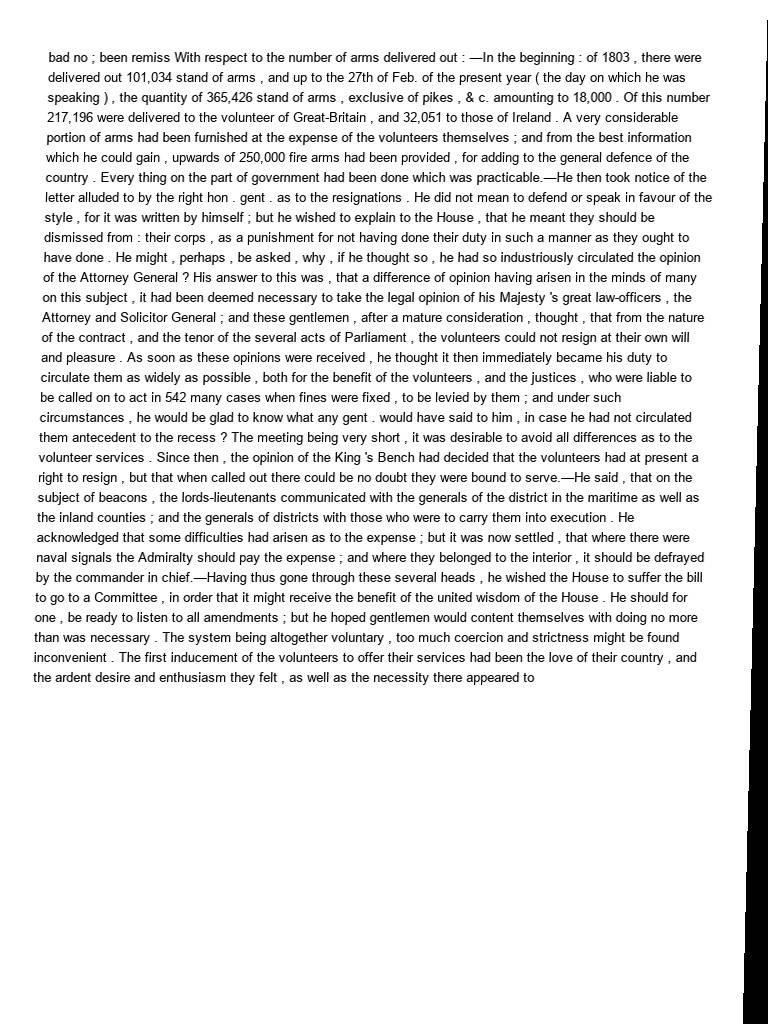 bad no ; been remiss With respect to the number of arms delivered out : —In the beginning : of 1803 , there were
delivered out 101,034 stand of arms , and up to the 27th of Feb. of the present year ( the day on which he was
speaking ) , the quantity of 365,426 stand of arms , exclusive of pikes , & c. amounting to 18,000 . Of this number
217,196 were delivered to the volunteer of Great-Britain , and 32,051 to those of Ireland . A very considerable
portion of arms had been furnished at the expense of the volunteers themselves ; and from the best information
which he could gain , upwards of 250,000 fire arms had been provided , for adding to the general defence of the
country . Every thing on the part of government had been done which was practicable.—He then took notice of the
letter alluded to by the right hon . gent . as to the resignations . He did not mean to defend or speak in favour of the
style , for it was written by himself ; but he wished to explain to the House , that he meant they should be
dismissed from : their corps , as a punishment for not having done their duty in such a manner as they ought to
have done . He might , perhaps , be asked , why , if he thought so , he had so industriously circulated the opinion
of the Attorney General ? His answer to this was , that a difference of opinion having arisen in the minds of many
on this subject , it had been deemed necessary to take the legal opinion of his Majesty 's great law-officers , the
Attorney and Solicitor General ; and these gentlemen , after a mature consideration , thought , that from the nature
of the contract , and the tenor of the several acts of Parliament , the volunteers could not resign at their own will
and pleasure . As soon as these opinions were received , he thought it then immediately became his duty to
circulate them as widely as possible , both for the benefit of the volunteers , and the justices , who were liable to
be called on to act in 542 many cases when fines were fixed , to be levied by them ; and under such
circumstances , he would be glad to know what any gent . would have said to him , in case he had not circulated
them antecedent to the recess ? The meeting being very short , it was desirable to avoid all differences as to the
volunteer services . Since then , the opinion of the King 's Bench had decided that the volunteers had at present a
right to resign , but that when called out there could be no doubt they were bound to serve.—He said , that on the
subject of beacons , the lords-lieutenants communicated with the generals of the district in the maritime as well as
the inland counties ; and the generals of districts with those who were to carry them into execution . He
acknowledged that some difficulties had arisen as to the expense ; but it was now settled , that where there were
naval signals the Admiralty should pay the expense ; and where they belonged to the interior , it should be defrayed
by the commander in chief.—Having thus gone through these several heads , he wished the House to suffer the bill
to go to a Committee , in order that it might receive the benefit of the united wisdom of the House . He should for
one , be ready to listen to all amendments ; but he hoped gentlemen would content themselves with doing no more
than was necessary . The system being altogether voluntary , too much coercion and strictness might be found
inconvenient . The first inducement of the volunteers to offer their services had been the love of their country , and
the ardent desire and enthusiasm they felt , as well as the necessity there appeared to